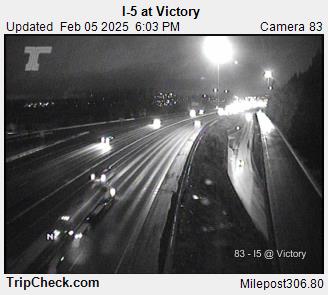 I-5 at Victory
Updated  Feb 05 2025  6:03 PM
Camera 83
T
N
83 - I5 @ Victory
TripCheck.com
Milepost306.80